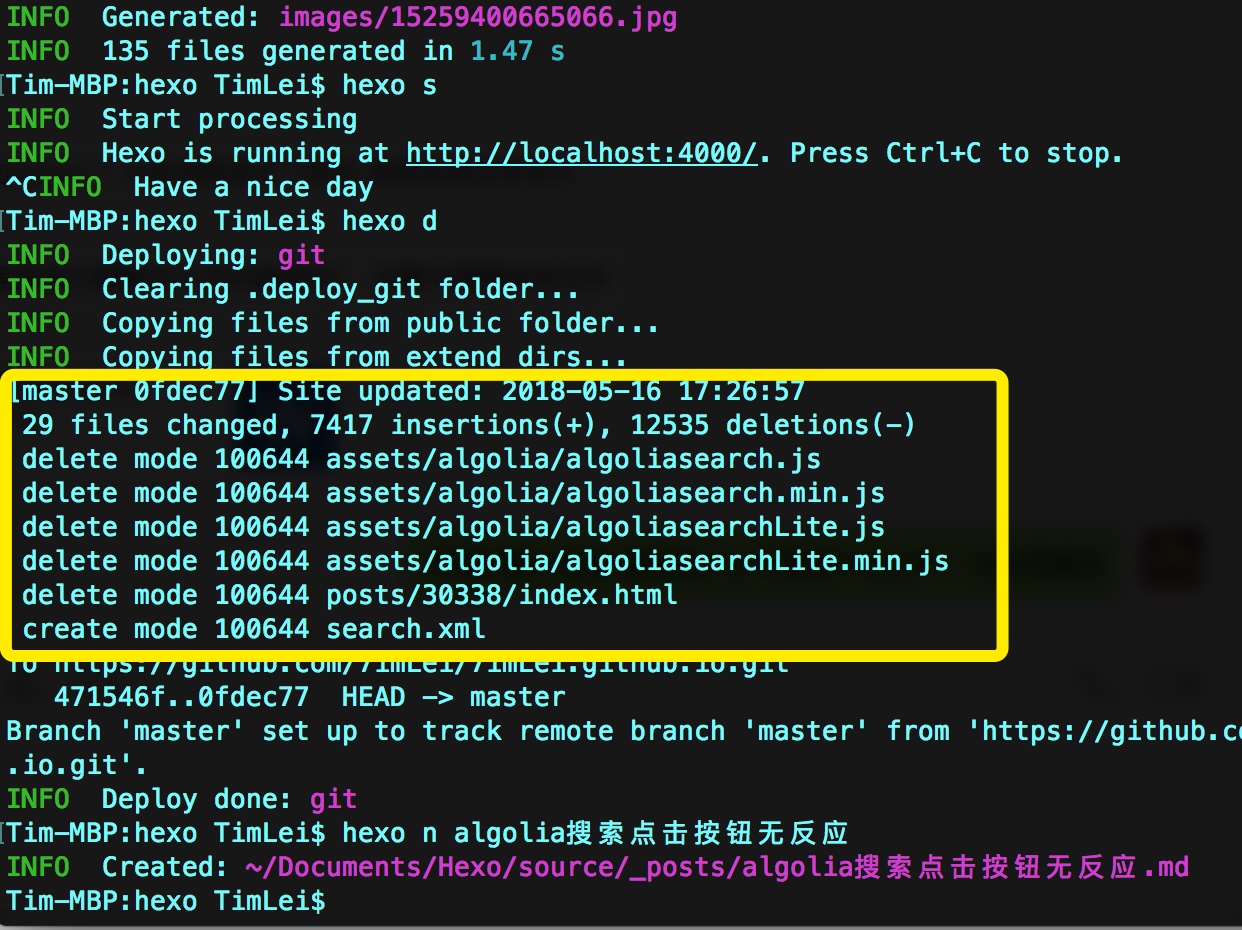 INFO  Generated: images/15259400665066.jpg
INFO  135 files generated in 1.47 s
Tim-MBP:hexo TimLei$ hexo s
INFO  Start processing
INFO  Hexo is running at http://localhost:4000/. Press Ctrl+C to stop.
^CINFO  Have a nice day
Tim-MBP:hexo TimLei$ hexo d
INFO  Deploying: git
INFO  Clearing .deploy_git folder...
INFO  Copying files from public folder...
INFO  Copying files from extend dirs...
[master 0fdec77] Site updated: 2018-05-16 17:26:57
29 files changed, 7417 insertions(+), 12535 deletions(-)
delete mode 100644 assets/algolia/algoliasearch.js
delete mode 100644 assets/algolia/algoliasearch.min.js
delete mode 100644 assets/algolia/algoliasearchLite.js
delete mode 100644 assets/algolia/algoliasearchLite.min.js
delete mode 100644 posts/30338/index.html
create mode 100644 search.xml
To https://github.com/7imLei/7imLei.github.io.git
471546f..0fdec77  HEAD -> master
Branch 'master' set up to track remote branch 'master' from 'https://github.co
.io.git'.
INFO  Deploy done: git
Tim-MBP:hexo TimLei$ hexo n algolia搜索点击按钮无反应
INFO  Created: ~/Documents/Hexo/source/_posts/algolia搜索点击按钮无反应.md
Tim-MBP:hexo TimLei$